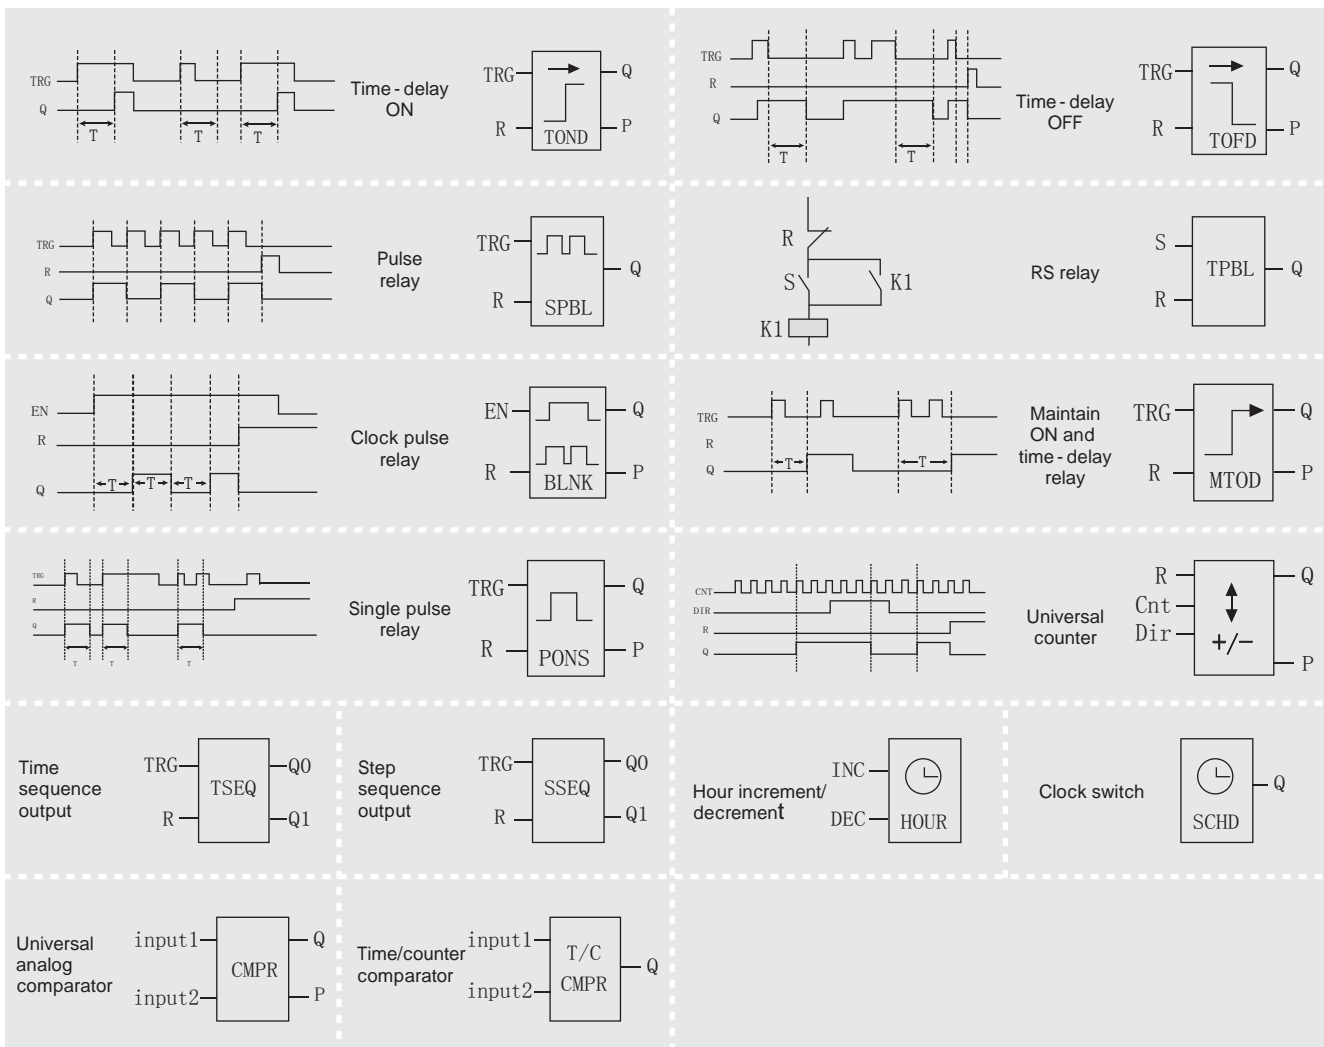 TRG
Q
T
T
T
Time - delay
ON
TRG
R
TOND
Q
P
TRG
R
Q
T
T
Time - delay
OFF
TRG
R
TOFD
Q
P
TRG
R
Q
Pulse
relay
TRG
R
SPBL
Q
R
S
K1
K1
RS relay
S
R
TPBL
Q
EN
R
Q
T
T
T
Clock pulse
relay
EN
R
BLNK
Q
P
TRG
R
Q
T
T
Maintain
ON and
time - delay
relay
TRG
R
MTOD
Q
P
TRG
R
Q
T
T
T
Single pulse
relay
TRG
R
PONS
Q
P
CNT
DIR
R
Q
Universal
counter
R
Cnt
Dir
+/-
Q
P
Time
sequence
output
TRG
R
TSEQ
Q0
Q1
Step
sequence
output
TRG
R
SSEQ
Q0
Q1
Hour increment/
decrement
INC
DEC
HOUR
Clock switch
SCHD
Q
Universal
analog
comparator
input1
input2
CMPR
Q
P
Time/counter
comparator
input1
input2
T/C
CMPR
Q